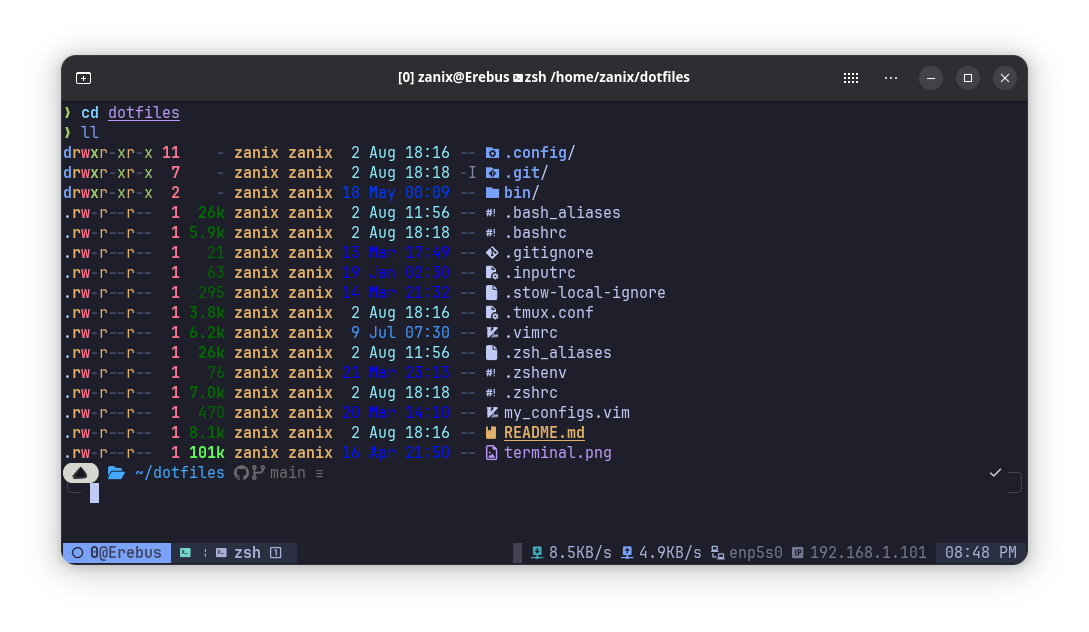 [0] zanix@Erebus zsh /home/zanix/dotfiles
❯ cd dotfiles
❯ ll
drwxr-xr-x 11 - zanix zanix 2 Aug 18:16 -- .config/
drwxr-xr-x 7 - zanix zanix 2 Aug 18:18 -I .git/
drwxr-xr-x 2 - zanix zanix 18 May 00:09 -- bin/
.rw-r--r-- 1 26k zanix zanix 2 Aug 11:56 -- .bash_aliases
.rw-r--r-- 1 5.9k zanix zanix 2 Aug 18:18 -- .bashrc
.rw-r--r-- 1 21 zanix zanix 13 Mar 17:49 -- .gitignore
.rw-r--r-- 1 63 zanix zanix 19 Jan 02:30 -- .inputrc
.rw-r--r-- 1 295 zanix zanix 14 Mar 21:32 -- .stow-local-ignore
.rw-r--r-- 1 3.8k zanix zanix 2 Aug 18:16 -- .tmux.conf
.rw-r--r-- 1 6.2k zanix zanix 9 Jul 07:30 -- .vimrc
.rw-r--r-- 1 26k zanix zanix 2 Aug 11:56 -- .zsh_aliases
.rw-r--r-- 1 76 zanix zanix 21 Mar 23:13 -- .zshenv
.rw-r--r-- 1 7.0k zanix zanix 2 Aug 18:18 -- .zshrc
.rw-r--r-- 1 470 zanix zanix 20 Mar 14:10 -- my_configs.vim
.rw-r--r-- 1 8.1k zanix zanix 2 Aug 18:16 -- README.md
.rw-r--r-- 1 101k zanix zanix 16 Apr 21:50 -- terminal.png
~/dotfiles main ≡ ✓
0@Erebus : zsh 1 8.5KB/s 4.9KB/s enp5s0 IP 192.168.1.101 08:48 PM